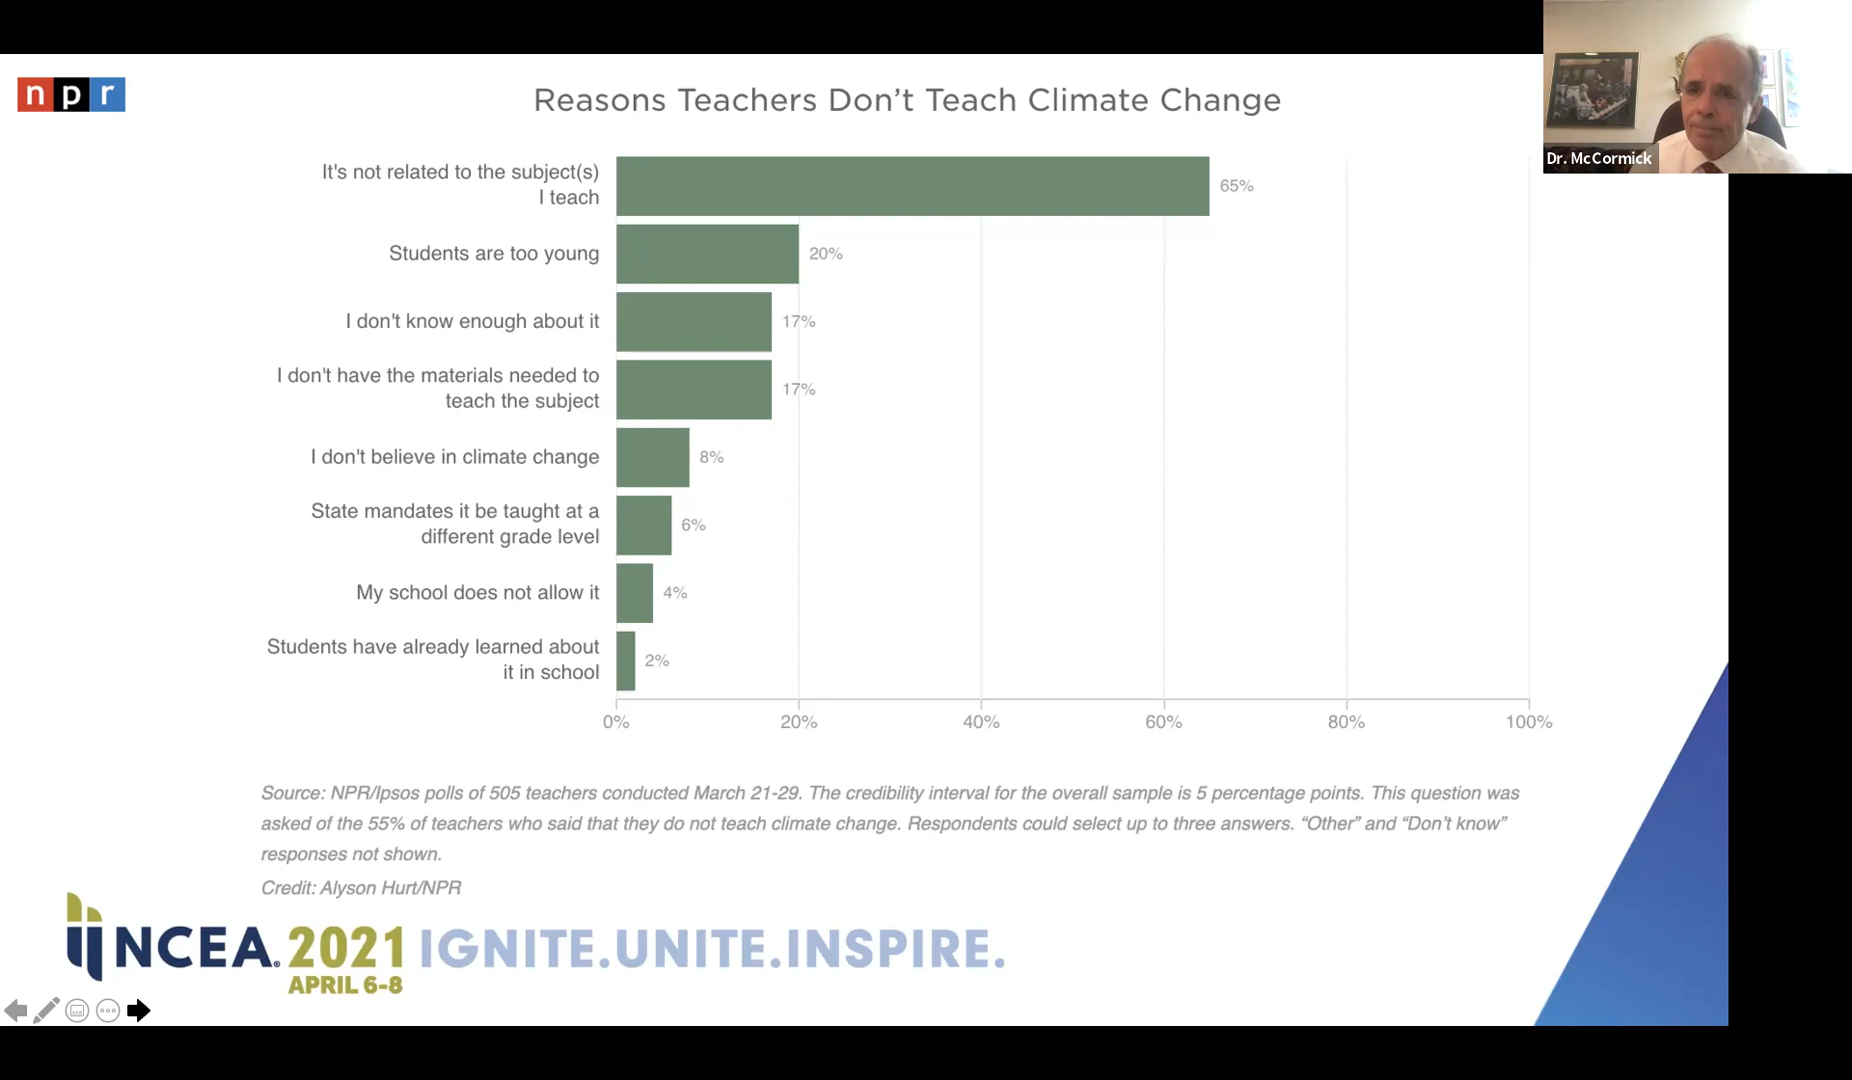 npr
Reasons Teachers Don’t Teach Climate Change
Dr. McCormick
It's not related to the subject(s)
I teach
65%
Students are too young
20%
I don't know enough about it
17%
I don't have the materials needed to
teach the subject
17%
I don't believe in climate change
8%
State mandates it be taught at a
different grade level
6%
My school does not allow it
4%
Students have already learned about
it in school
2%
0% 20% 40% 60% 80% 100%
Source: NPR/Ipsos polls of 505 teachers conducted March 21-29. The credibility interval for the overall sample is 5 percentage points. This question was
asked of the 55% of teachers who said that they do not teach climate change. Respondents could select up to three answers. “Other” and “Don’t know”
responses not shown.
Credit: Alyson Hurt/NPR
NCEA® 2021 IGNITE.UNITE.INSPIRE.
APRIL 6-8